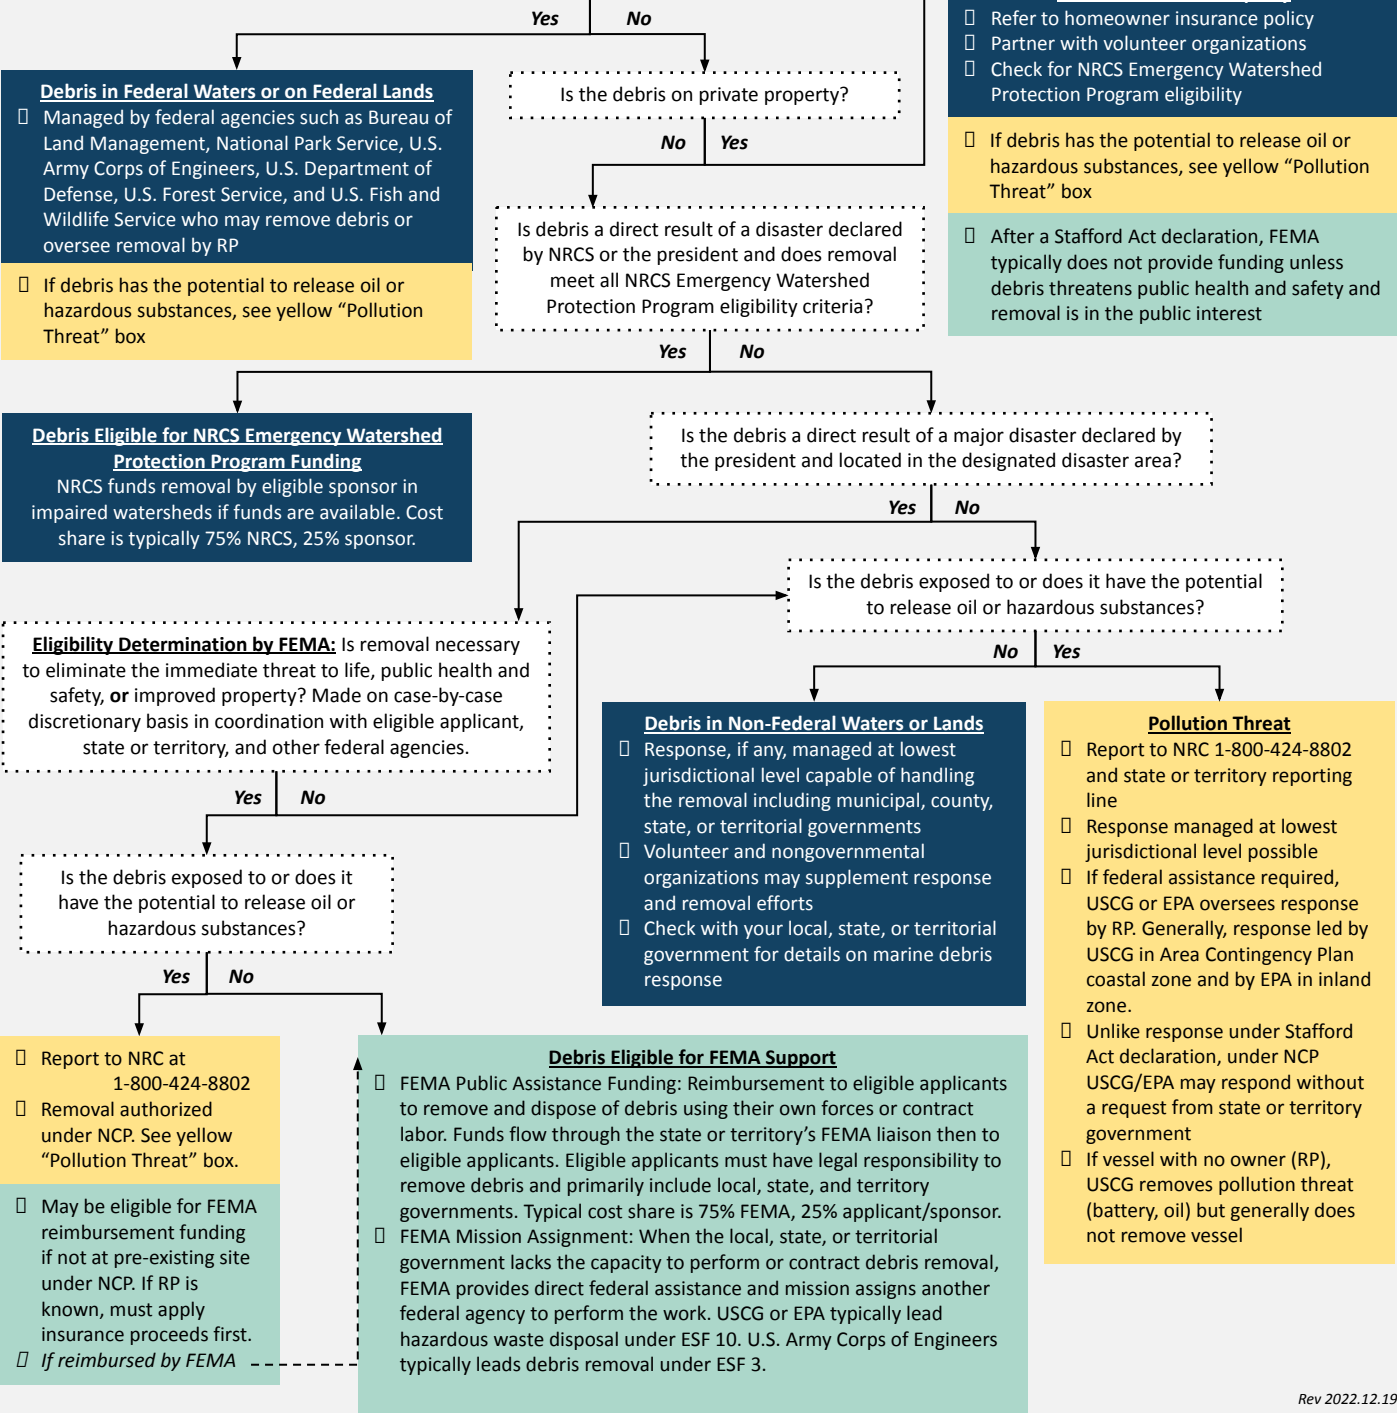 Yes No
Refer to homeowner insurance policy
Partner with volunteer organizations
Check for NRCS Emergency Watershed
Protection Program eligibility
If debris has the potential to release oil or
hazardous substances, see yellow “Pollution
Threat” box
After a Stafford Act declaration, FEMA
typically does not provide funding unless
debris threatens public health and safety and
removal is in the public interest
Debris in Federal Waters or on Federal Lands
Managed by federal agencies such as Bureau of
Land Management, National Park Service, U.S.
Army Corps of Engineers, U.S. Department of
Defense, U.S. Forest Service, and U.S. Fish and
Wildlife Service who may remove debris or
oversee removal by RP
If debris has the potential to release oil or
hazardous substances, see yellow “Pollution
Threat” box
Is the debris on private property?
No Yes
Is debris a direct result of a disaster declared
by NRCS or the president and does removal
meet all NRCS Emergency Watershed
Protection Program eligibility criteria?
Yes No
Debris Eligible for NRCS Emergency Watershed
Protection Program Funding
NRCS funds removal by eligible sponsor in
impaired watersheds if funds are available. Cost
share is typically 75% NRCS, 25% sponsor.
Is the debris a direct result of a major disaster declared by
the president and located in the designated disaster area?
Yes No
Is the debris exposed to or does it have the potential
to release oil or hazardous substances?
No Yes
Eligibility Determination by FEMA: Is removal necessary
to eliminate the immediate threat to life, public health and
safety, or improved property? Made on case-by-case
discretionary basis in coordination with eligible applicant,
state or territory, and other federal agencies.
Yes No
Debris in Non-Federal Waters or Lands
Response, if any, managed at lowest
jurisdictional level capable of handling
the removal including municipal, county,
state, or territorial governments
Volunteer and nongovernmental
organizations may supplement response
and removal efforts
Check with your local, state, or territorial
government for details on marine debris
response
Pollution Threat
Report to NRC 1-800-424-8802
and state or territory reporting
line
Response managed at lowest
jurisdictional level possible
If federal assistance required,
USCG or EPA oversees response
by RP. Generally, response led by
USCG in Area Contingency Plan
coastal zone and by EPA in inland
zone.
Unlike response under Stafford
Act declaration, under NCP
USCG/EPA may respond without
a request from state or territory
government
If vessel with no owner (RP),
USCG removes pollution threat
(battery, oil) but generally does
not remove vessel
Is the debris exposed to or does it
have the potential to release oil or
hazardous substances?
Yes No
Report to NRC at
1-800-424-8802
Removal authorized
under NCP. See yellow
“Pollution Threat” box.
May be eligible for FEMA
reimbursement funding
if not at pre-existing site
under NCP. If RP is
known, must apply
insurance proceeds first.
If reimbursed by FEMA
Debris Eligible for FEMA Support
FEMA Public Assistance Funding: Reimbursement to eligible applicants
to remove and dispose of debris using their own forces or contract
labor. Funds flow through the state or territory’s FEMA liaison then to
eligible applicants. Eligible applicants must have legal responsibility to
remove debris and primarily include local, state, and territory
governments. Typical cost share is 75% FEMA, 25% applicant/sponsor.
FEMA Mission Assignment: When the local, state, or territorial
government lacks the capacity to perform or contract debris removal,
FEMA provides direct federal assistance and mission assigns another
federal agency to perform the work. USCG or EPA typically lead
hazardous waste disposal under ESF 10. U.S. Army Corps of Engineers
typically leads debris removal under ESF 3.
Rev 2022.12.19